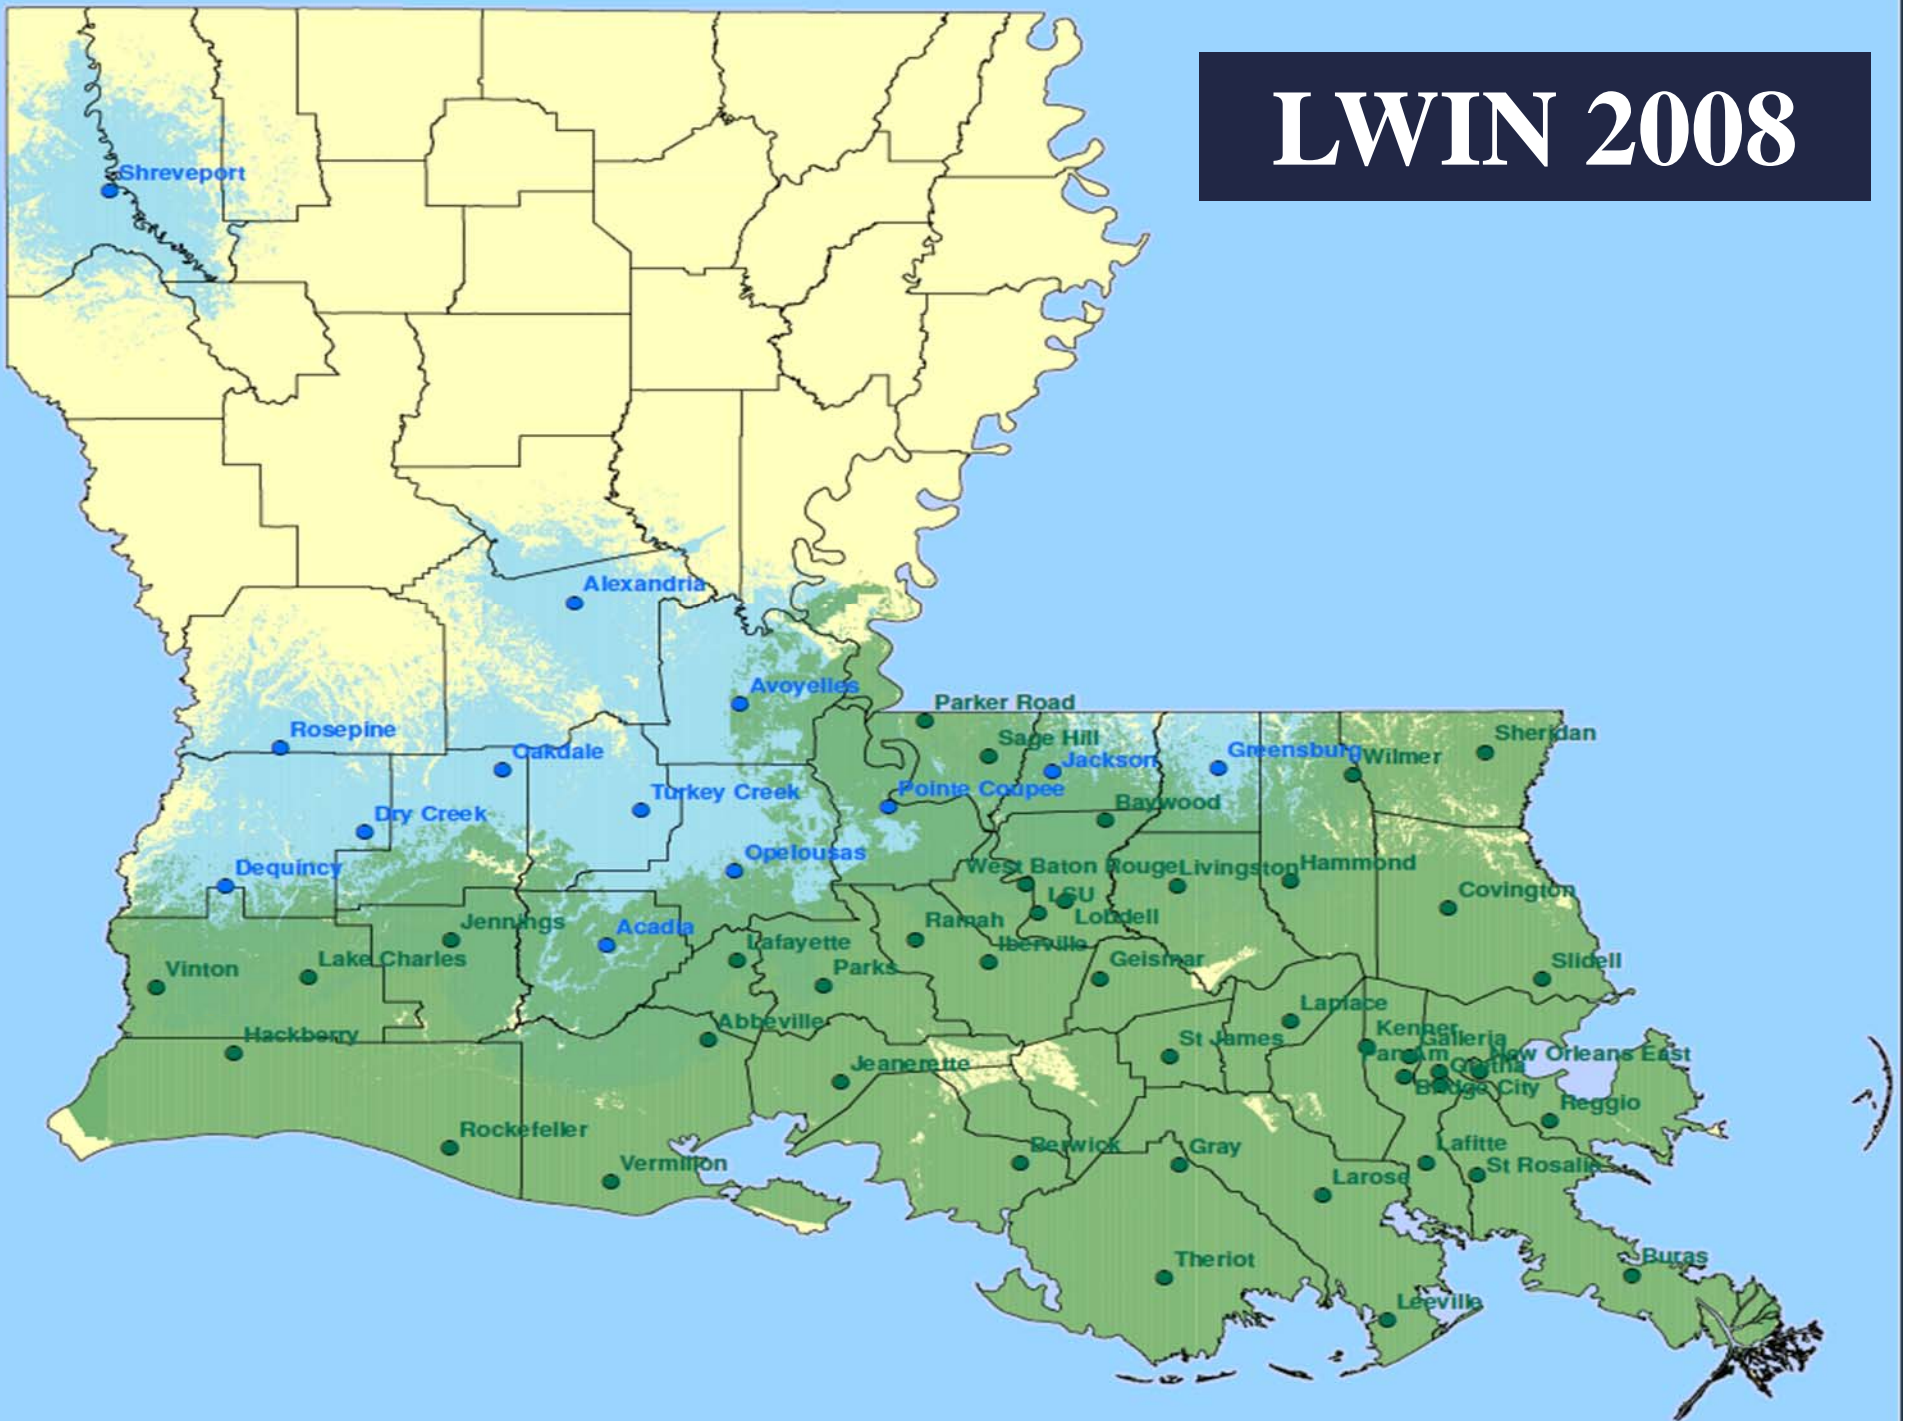 LWIN 2008
Shreveport
Alexandria
Avoyelles
Parker Road
Rosepine
Oakdale
Sage Hill
Jackson
Greensburg
Wilmer
Sheridan
Turkey Creek
Pointe Coupee
Dry Creek
Baywood
Dequincy
Opelousas
West Baton Rouge
Livingston
Hammond
LSU
Lobdell
Covington
Jennings
Acadia
Lafayette
Ramah
Iberville
Vinton
Lake Charles
Parks
Geismar
Slidell
Laplace
Hackberry
Abbeville
St James
Kenner
Galleria
Jeanerette
Pan Am
Gretna
New Orleans East
Bridge City
Reggio
Rockefeller
Vermilion
Berwick
Gray
Lafitte
Larose
St Rosalie
Theriot
Buras
Leeville